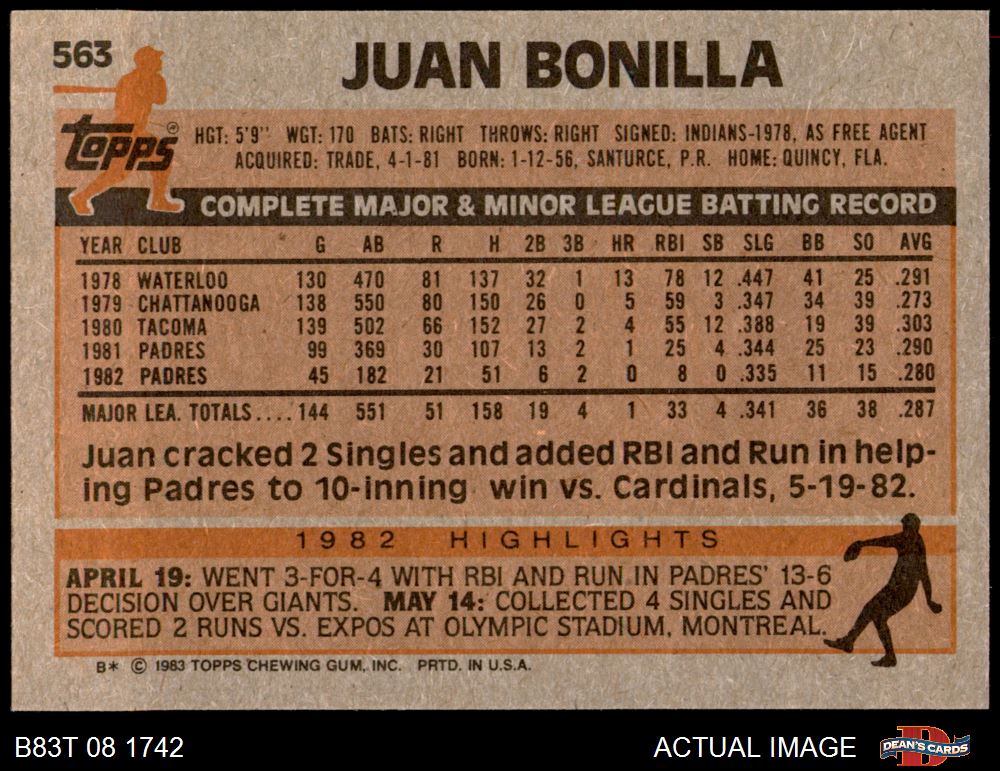 563
JUAN BONILLA
Topps®
HGT: 5'9" WGT: 170 BATS: RIGHT THROWS: RIGHT SIGNED: INDIANS-1978, AS FREE AGENT
ACQUIRED: TRADE, 4-1-81 BORN: 1-12-56, SANTURCE, P.R. HOME: QUINCY, FLA.
COMPLETE MAJOR & MINOR LEAGUE BATTING RECORD
YEAR CLUB G AB R H 2B 3B HR RBI SB SLG BB SO AVG
1978 WATERLOO 130 470 81 137 32 1 13 78 12 .447 41 25 .291
1979 CHATTANOOGA 138 550 80 150 26 0 5 59 3 .347 34 39 .273
1980 TACOMA 139 502 66 152 27 2 4 55 12 .388 19 39 .303
1981 PADRES 99 369 30 107 13 2 1 25 4 .344 25 23 .290
1982 PADRES 45 182 21 51 6 2 0 8 0 .335 11 15 .280
MAJOR LEA. TOTALS.... 144 551 51 158 19 4 1 33 4 .341 36 38 .287
Juan cracked 2 Singles and added RBI and Run in help-
ing Padres to 10-inning win vs. Cardinals, 5-19-82.
1982 HIGHLIGHTS
APRIL 19: WENT 3-FOR-4 WITH RBI AND RUN IN PADRES' 13-6
DECISION OVER GIANTS. MAY 14: COLLECTED 4 SINGLES AND
SCORED 2 RUNS VS. EXPOS AT OLYMPIC STADIUM, MONTREAL.
B* © 1983 TOPPS CHEWING GUM, INC. PRTD. IN U.S.A.
B83T 08 1742 ACTUAL IMAGE D DEAN'S CARDS